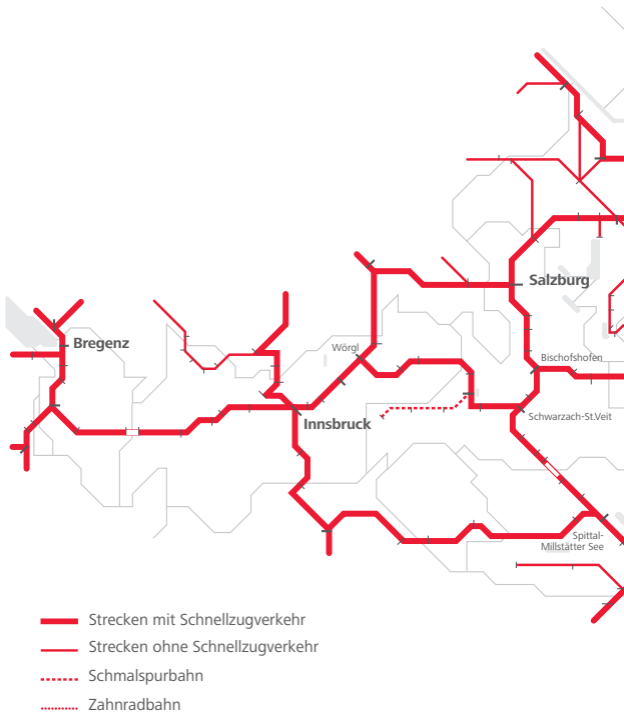 Salzburg
Bregenz
Wörgl
Bischofshofen
Innsbruck
Schwarzach-St.Veit
Spittal-
Millstätter See
Strecken mit Schnellzugverkehr
Strecken ohne Schnellzugverkehr
Schmalspurbahn
Zahnradbahn